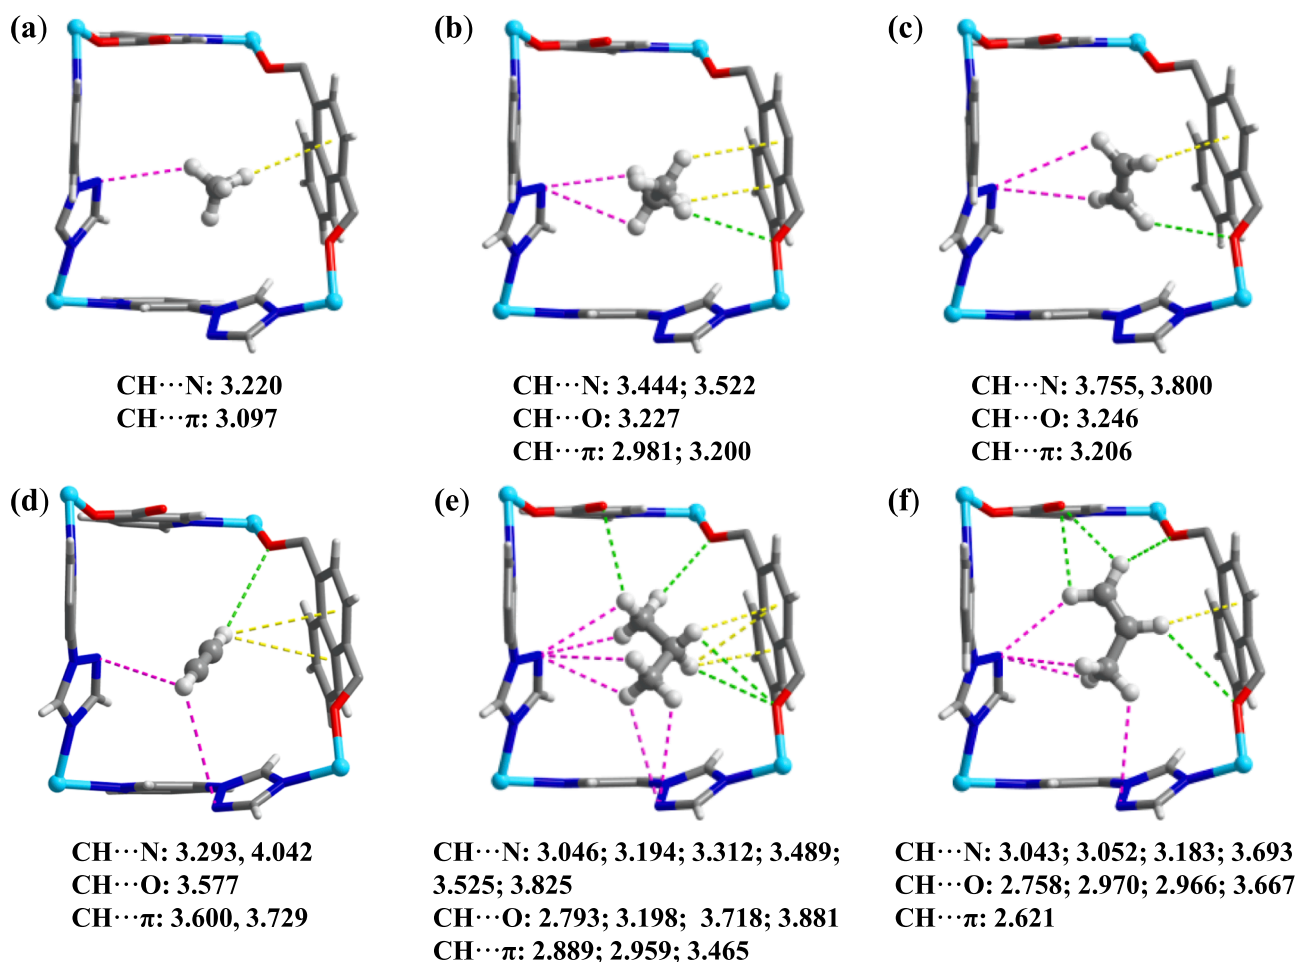 (a)
(b)
(c)
CH···N: 3.220
CH···π: 3.097
CH···N: 3.444; 3.522
CH···O: 3.227
CH···π: 2.981; 3.200
CH···N: 3.755, 3.800
CH···O: 3.246
CH···π: 3.206
(d)
(e)
(f)
CH···N: 3.293, 4.042
CH···O: 3.577
CH···π: 3.600, 3.729
CH···N: 3.046; 3.194; 3.312; 3.489;
3.525; 3.825
CH···O: 2.793; 3.198; 3.718; 3.881
CH···π: 2.889; 2.959; 3.465
CH···N: 3.043; 3.052; 3.183; 3.693
CH···O: 2.758; 2.970; 2.966; 3.667
CH···π: 2.621